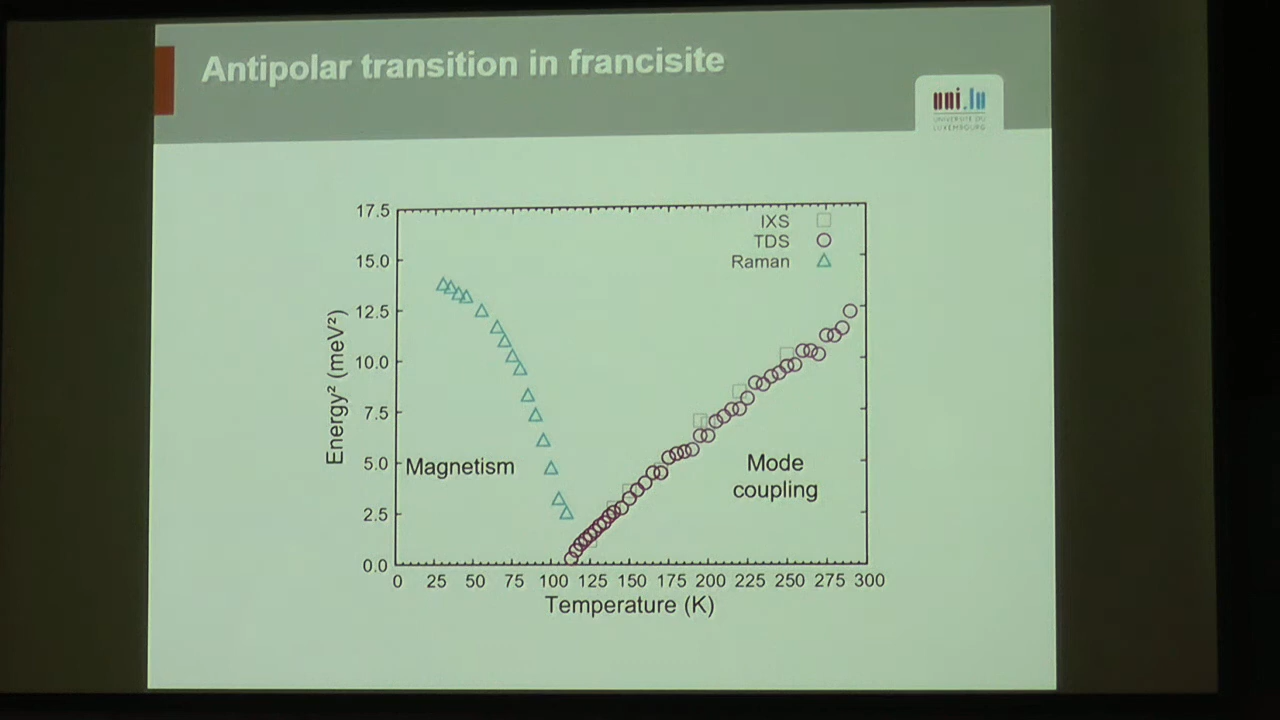 Antipolar transition in francisite
uni.lu
UNIVERSITÉ DU
LUXEMBOURG
17.5
15.0
12.5
10.0
7.5
5.0
2.5
0.0
Energy² (meV²)
IXS
TDS
Raman
Magnetism
Mode
coupling
0 25 50 75 100 125 150 175 200 225 250 275 300
Temperature (K)